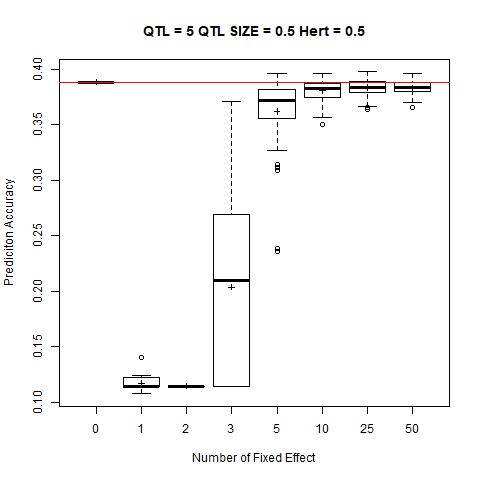 QTL = 5 QTL SIZE = 0.5 Hert = 0.5
0.40
0.35
0.30
0.25
0.20
0.15
0.10
Prediciton Accuracy
0 1 2 3 5 10 25 50
Number of Fixed Effect